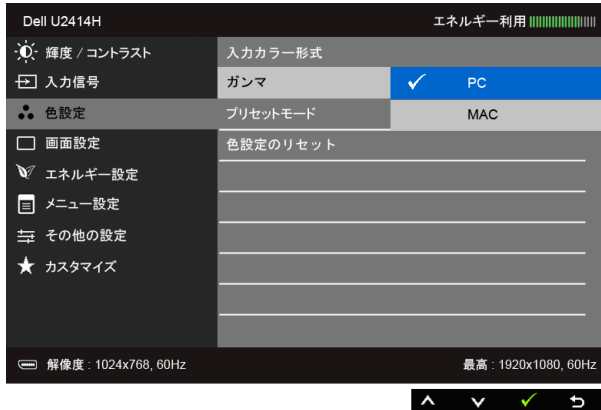 Dell U2414H エネルギー利用
輝度 / コントラスト 入力カラー形式
入力信号 ガンマ PC
色設定 プリセットモード MAC
画面設定 色設定のリセット
エネルギー設定
メニュー設定
その他の設定
カスタマイズ
解像度 : 1024x768, 60Hz 最高 : 1920x1080, 60Hz